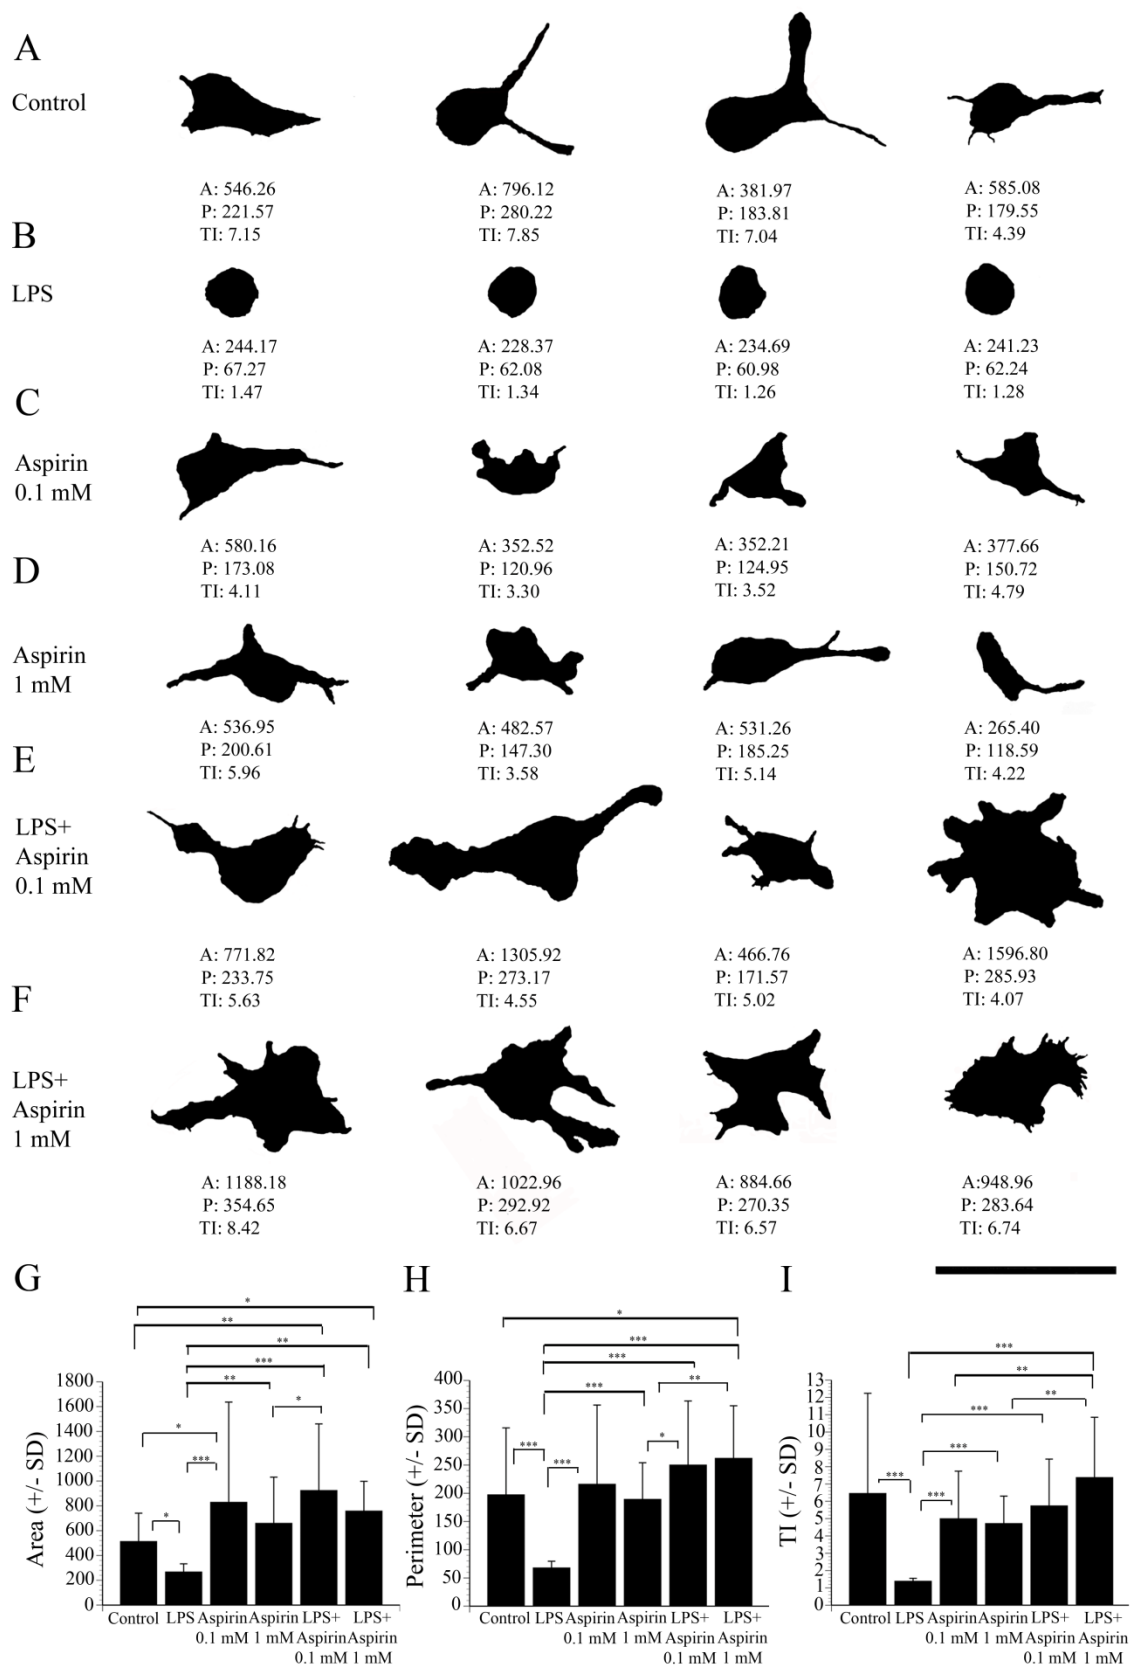 A
Control
A: 546.26
P: 221.57
TI: 7.15
A: 796.12
P: 280.22
TI: 7.85
A: 381.97
P: 183.81
TI: 7.04
A: 585.08
P: 179.55
TI: 4.39
B
LPS
A: 244.17
P: 67.27
TI: 1.47
A: 228.37
P: 62.08
TI: 1.34
A: 234.69
P: 60.98
TI: 1.26
A: 241.23
P: 62.24
TI: 1.28
C
Aspirin
0.1 mM
A: 580.16
P: 173.08
TI: 4.11
A: 352.52
P: 120.96
TI: 3.30
A: 352.21
P: 124.95
TI: 3.52
A: 377.66
P: 150.72
TI: 4.79
D
Aspirin
1 mM
A: 536.95
P: 200.61
TI: 5.96
A: 482.57
P: 147.30
TI: 3.58
A: 531.26
P: 185.25
TI: 5.14
A: 265.40
P: 118.59
TI: 4.22
E
LPS+
Aspirin
0.1 mM
A: 771.82
P: 233.75
TI: 5.63
A: 1305.92
P: 273.17
TI: 4.55
A: 466.76
P: 171.57
TI: 5.02
A: 1596.80
P: 285.93
TI: 4.07
F
LPS+
Aspirin
1 mM
A: 1188.18
P: 354.65
TI: 8.42
A: 1022.96
P: 292.92
TI: 6.67
A: 884.66
P: 270.35
TI: 6.57
A:948.96
P: 283.64
TI: 6.74
G
*
**
**
***
**
*
*
***
*
Area (+/- SD)
1800
1600
1400
1200
1000
800
600
400
200
0
Control LPS Aspirin Aspirin LPS+ LPS+
0.1 mM 1 mM Aspirin Aspirin
0.1 mM 1 mM
H
*
***
***
**
***
*
***
***
Perimeter (+/- SD)
400
350
300
250
200
150
100
50
0
Control LPS Aspirin Aspirin LPS+ LPS+
0.1 mM 1 mM Aspirin Aspirin
0.1 mM 1 mM
I
***
**
**
***
***
***
***
TI (+/- SD)
13
12
11
10
9
8
7
6
5
4
3
2
1
0
Control LPS Aspirin Aspirin LPS+ LPS+
0.1 mM 1 mM Aspirin Aspirin
0.1 mM 1 mM